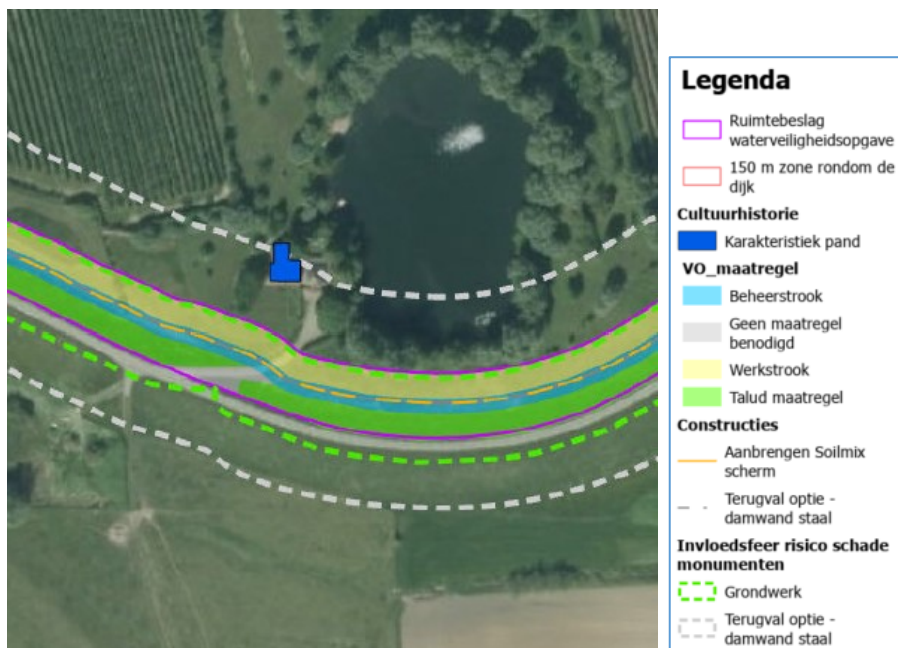 Legenda
Ruimtebeslag
waterveiligheidsopgave
150 m zone rondom de
dijk
Cultuurhistorie
Karakteristiek pand
VO_maatregel
Beheerstrook
Geen maatregel
benodigd
Werkstrook
Talud maatregel
Constructies
Aanbrengen Soilmix
scherm
Terugval optie -
damwand staal
Invloedsfeer risico schade
monumenten
Grondwerk
Terugval optie -
damwand staal